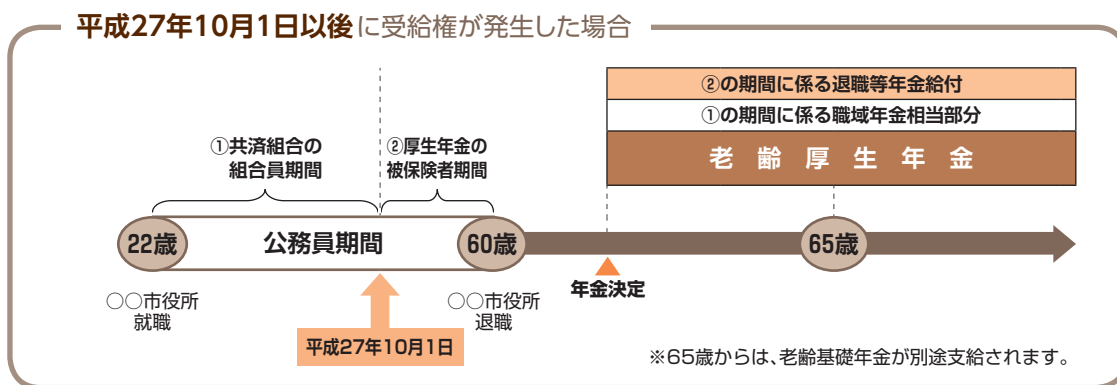 平成27年10月1日以後に受給権が発生した場合
②の期間に係る退職等年金給付
①の期間に係る職域年金相当部分
老齢厚生年金
①共済組合の
組合員期間
②厚生年金の
被保険者期間
22歳
公務員期間
60歳
65歳
年金決定
○○市役所
就職
○○市役所
退職
平成27年10月1日
※65歳からは、老齢基礎年金が別途支給されます。